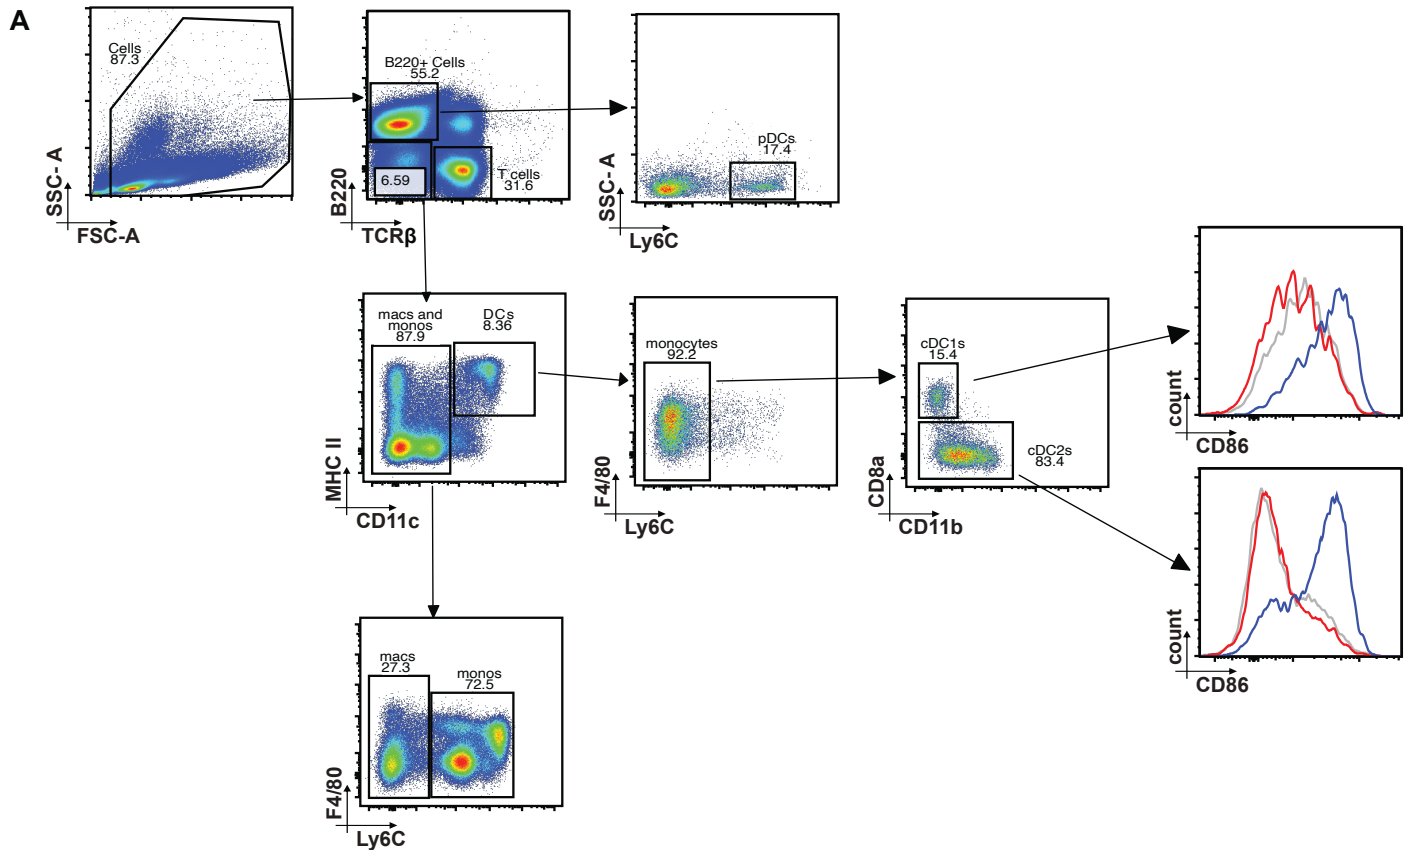 A
Cells
87.3
SSC- A
FSC-A
B220+ Cells
55.2
T cells
31.6
6.59
B220
TCRβ
pDCs
17.4
SSC- A
Ly6C
macs and
monos
87.9
DCs
8.36
MHC II
CD11c
monocytes
92.2
F4/80
Ly6C
cDC1s
15.4
cDC2s
83.4
CD8a
CD11b
count
CD86
count
CD86
macs
27.3
monos
72.5
F4/80
Ly6C